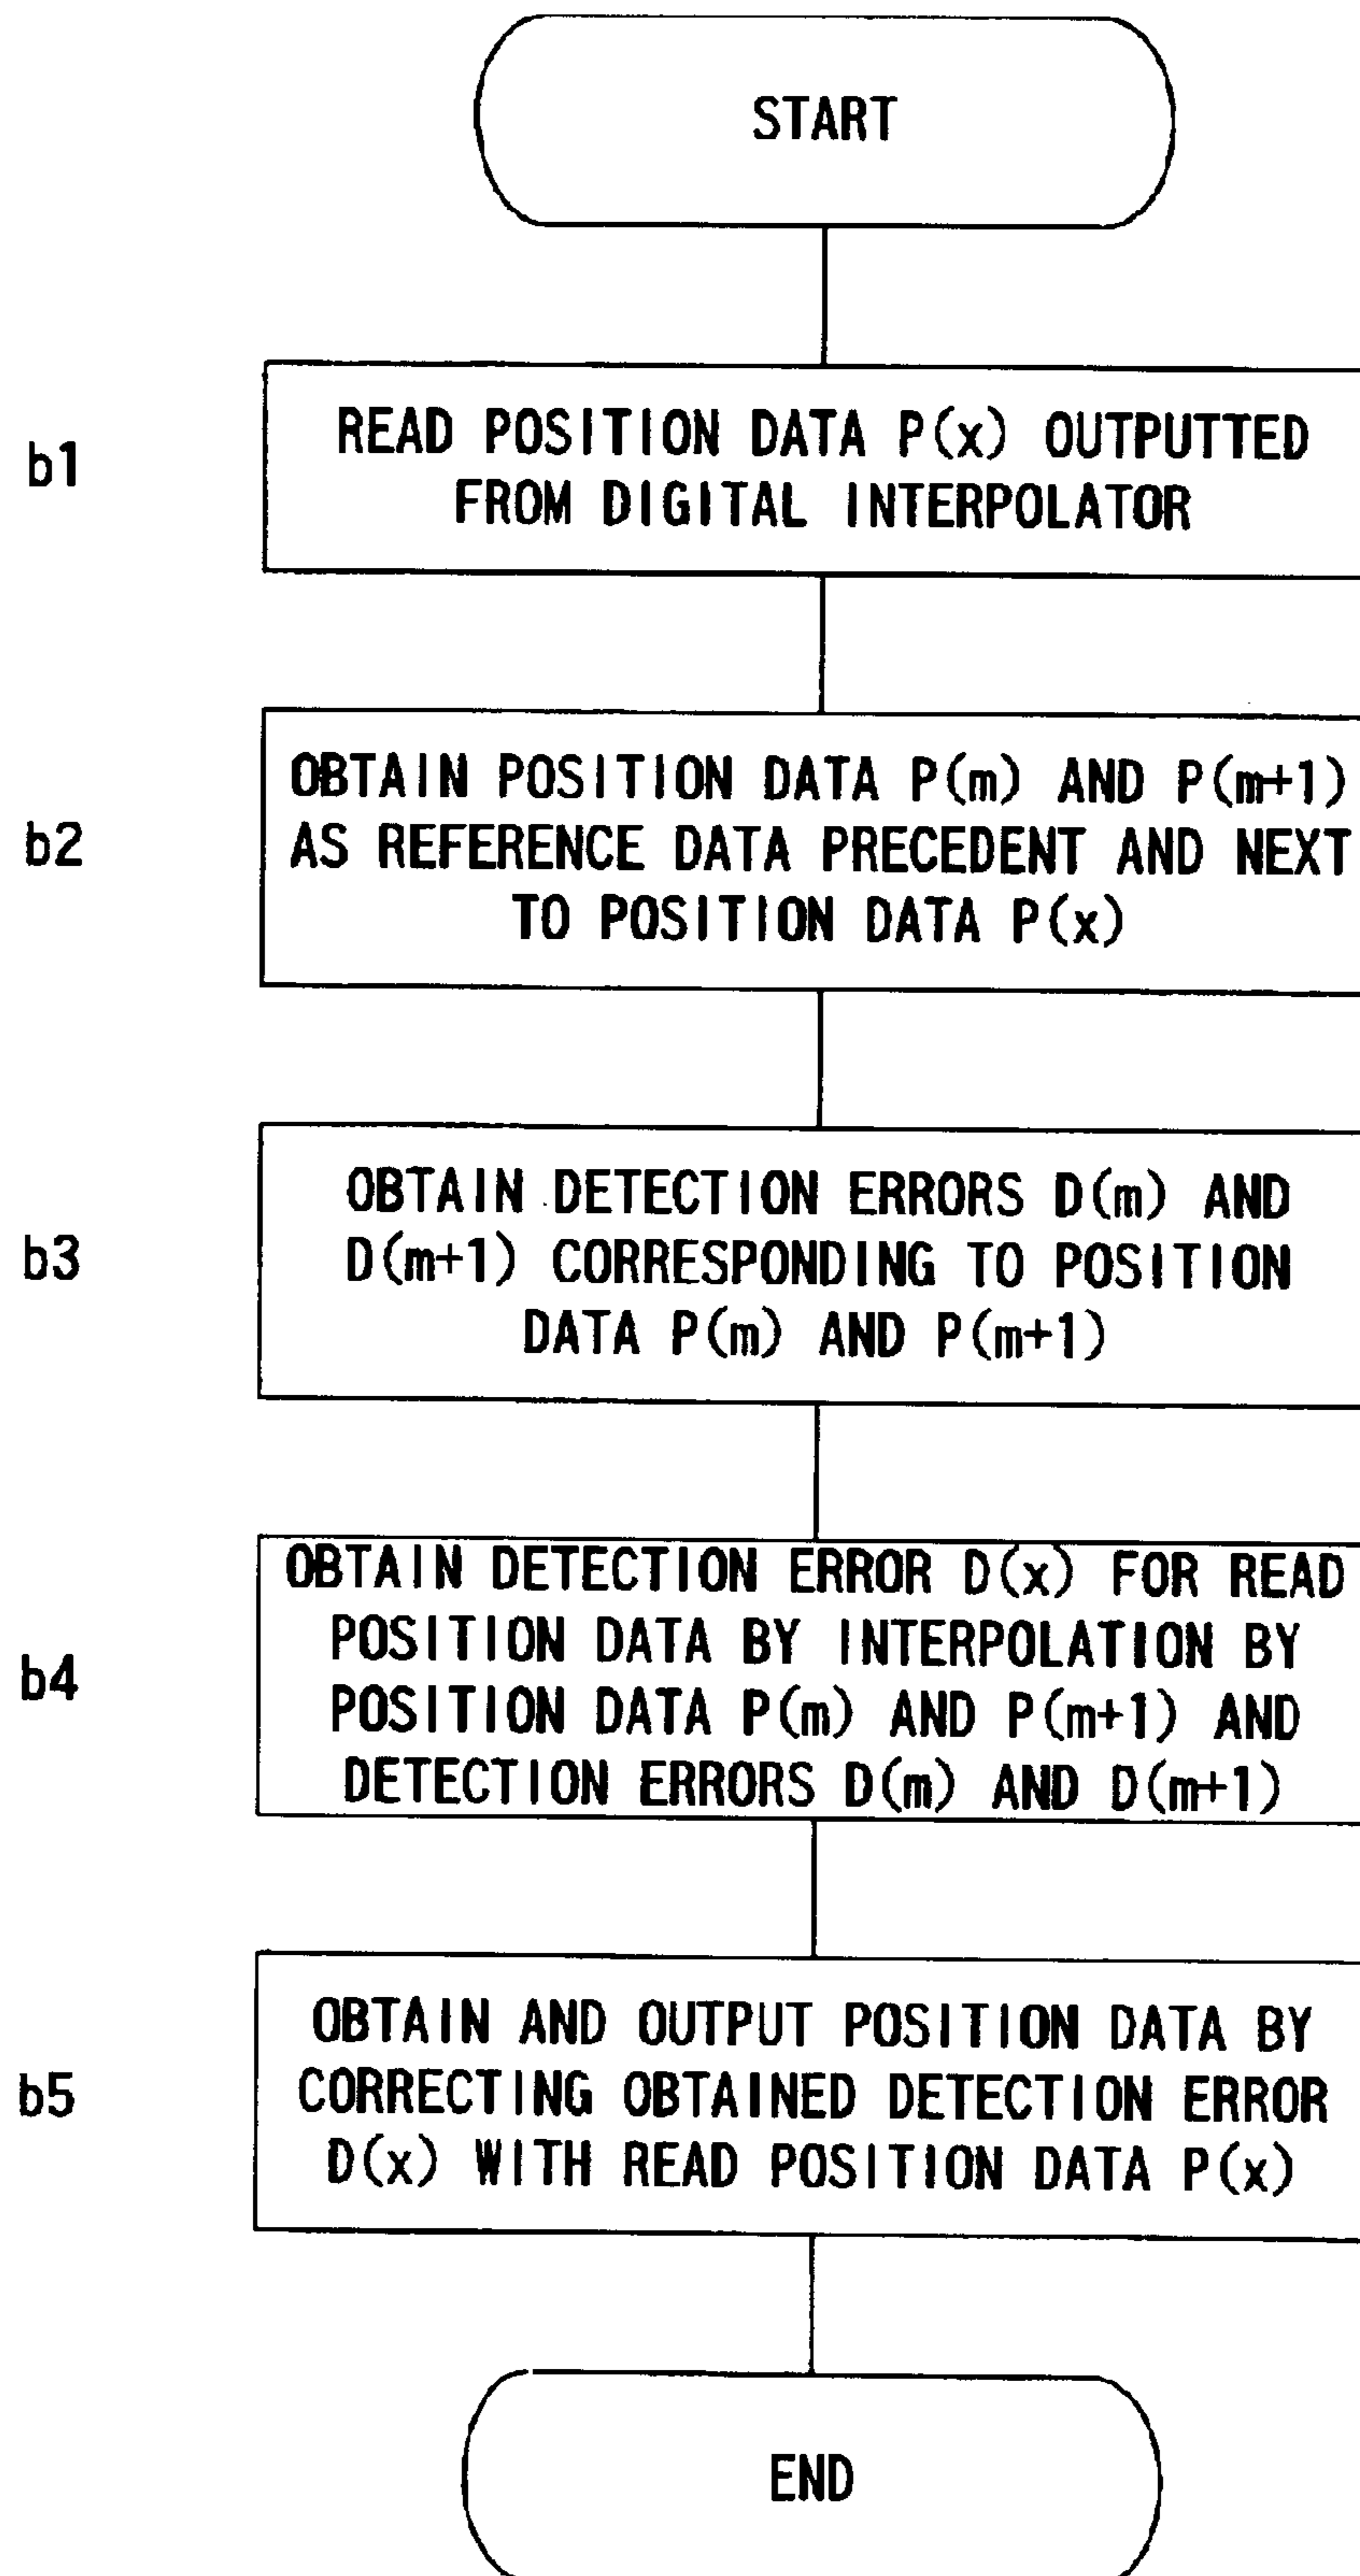 START
b1
READ POSITION DATA P(x) OUTPUTTED
FROM DIGITAL INTERPOLATOR
b2
OBTAIN POSITION DATA P(m) AND P(m+1)
AS REFERENCE DATA PRECEDENT AND NEXT
TO POSITION DATA P(x)
b3
OBTAIN DETECTION ERRORS D(m) AND
D(m+1) CORRESPONDING TO POSITION
DATA P(m) AND P(m+1)
b4
OBTAIN DETECTION ERROR D(x) FOR READ
POSITION DATA BY INTERPOLATION BY
POSITION DATA P(m) AND P(m+1) AND
DETECTION ERRORS D(m) AND D(m+1)
b5
OBTAIN AND OUTPUT POSITION DATA BY
CORRECTING OBTAINED DETECTION ERROR
D(x) WITH READ POSITION DATA P(x)
END